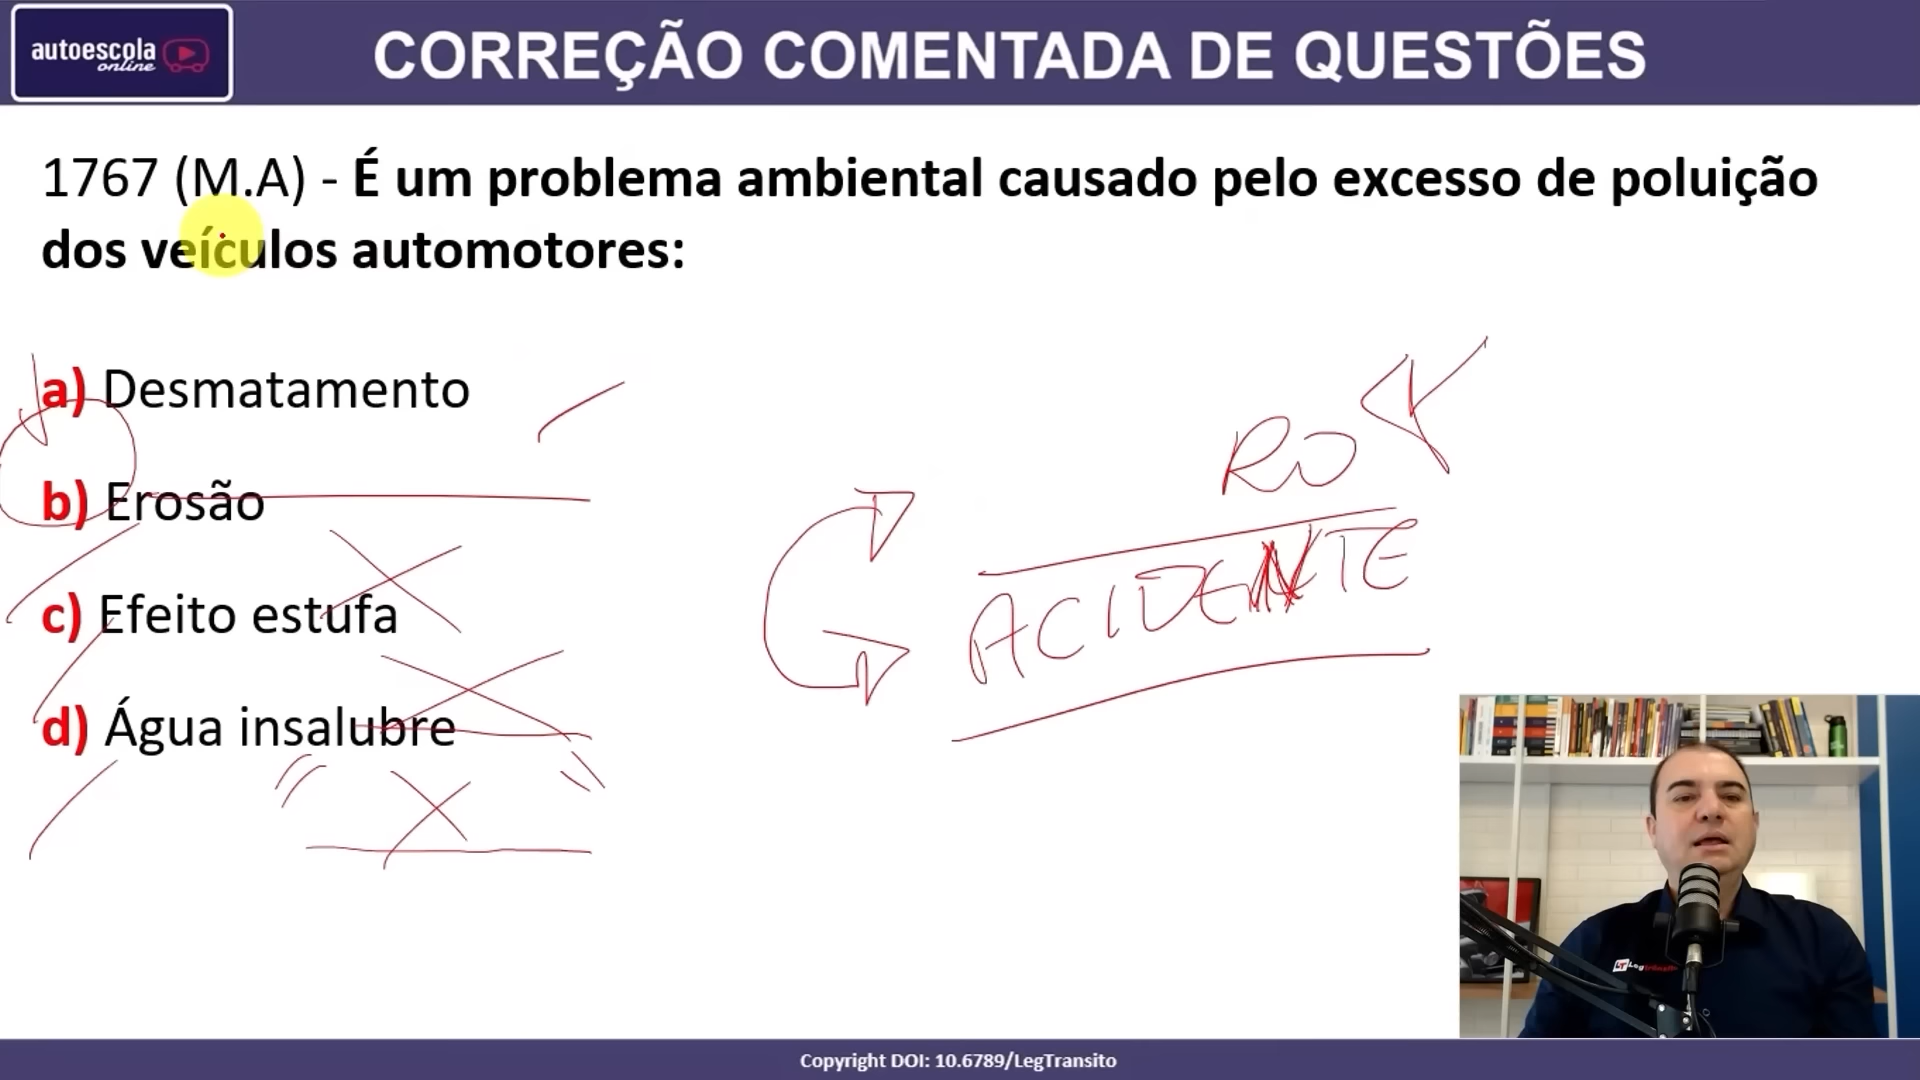 autoescola
online
CORREÇÃO COMENTADA DE QUESTÕES
1767 (M.A) - É um problema ambiental causado pelo excesso de poluição
dos veículos automotores:
a) Desmatamento
b) Erosão
c) Efeito estufa
d) Água insalubre
ACIDENTE
Copyright DOI: 10.6789/LegTransito